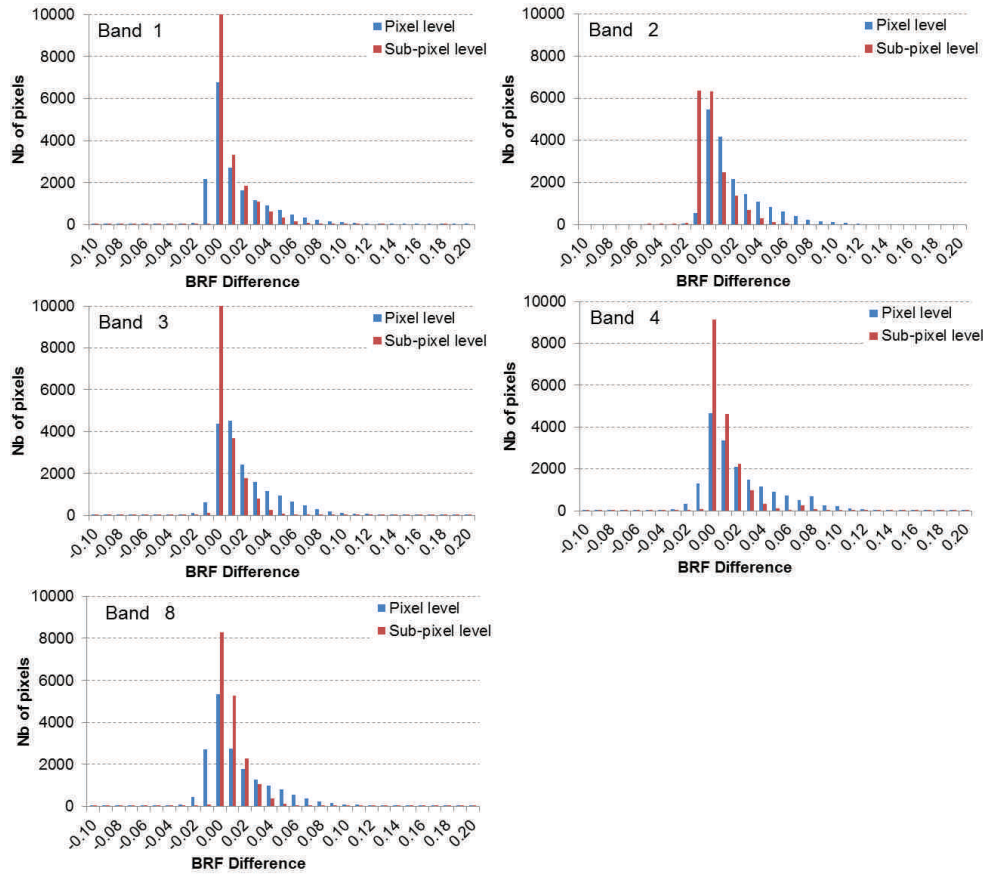 Band 1
Pixel level
Sub-pixel level
Nb of pixels
10000
8000
6000
4000
2000
0
-0.10 -0.08 -0.06 -0.04 -0.02 0.00 0.02 0.04 0.06 0.08 0.10 0.12 0.14 0.16 0.18 0.20
BRF Difference
Band 2
Pixel level
Sub-pixel level
Nb of pixels
10000
8000
6000
4000
2000
0
-0.10 -0.08 -0.06 -0.04 -0.02 0.00 0.02 0.04 0.06 0.08 0.10 0.12 0.14 0.16 0.18 0.20
BRF Difference
Band 3
Pixel level
Sub-pixel level
Nb of pixels
10000
8000
6000
4000
2000
0
-0.10 -0.08 -0.06 -0.04 -0.02 0.00 0.02 0.04 0.06 0.08 0.10 0.12 0.14 0.16 0.18 0.20
BRF Difference
Band 4
Pixel level
Sub-pixel level
Nb of pixels
10000
8000
6000
4000
2000
0
-0.10 -0.08 -0.06 -0.04 -0.02 0.00 0.02 0.04 0.06 0.08 0.10 0.12 0.14 0.16 0.18 0.20
BRF Difference
Band 8
Pixel level
Sub-pixel level
Nb of pixels
10000
8000
6000
4000
2000
0
-0.10 -0.08 -0.06 -0.04 -0.02 0.00 0.02 0.04 0.06 0.08 0.10 0.12 0.14 0.16 0.18 0.20
BRF Difference